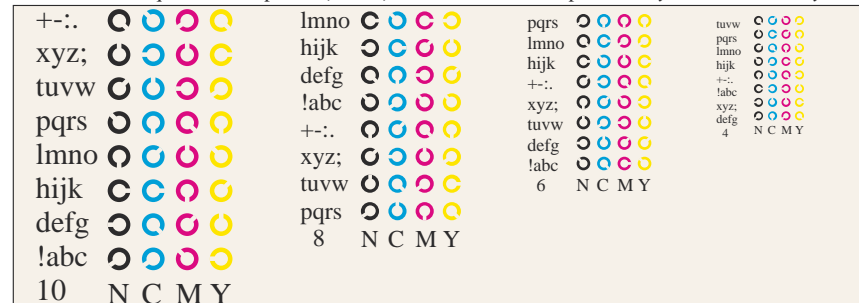 +-:.
xyz;
tuvw
pqrs
lmno
hijk
defg
!abc
10 N C M Y
lmno
hijk
defg
!abc
+-:.
xyz;
tuvw
pqrs
8 N C M Y
pqrs
lmno
hijk
+-:.
xyz;
tuvw
defg
!abc
6 N C M Y
tuvw
pqrs
lmno
hijk
+-:.
!abc
xyz;
defg
4 N C M Y